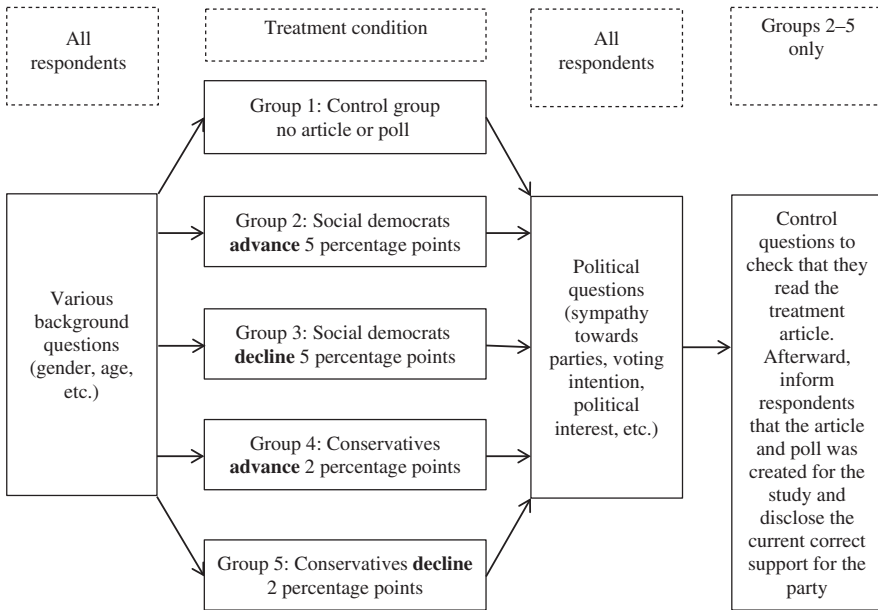 All
respondents
Treatment condition
All
respondents
Groups 2–5
only
Various
background
questions
(gender, age,
etc.)
Group 1: Control group
no article or poll
Group 2: Social democrats
advance 5 percentage points
Group 3: Social democrats
decline 5 percentage points
Group 4: Conservatives
advance 2 percentage points
Group 5: Conservatives decline
2 percentage points
Political
questions
(sympathy
towards
parties, voting
intention,
political
interest, etc.)
Control
questions to
check that they
read the
treatment
article.
Afterward,
inform
respondents
that the article
and poll was
created for the
study and
disclose the
current correct
support for the
party